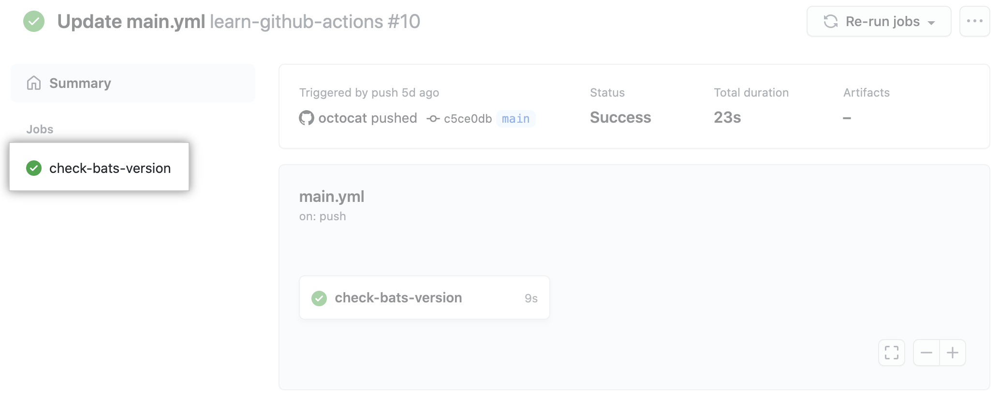 Update main.yml learn-github-actions #10
Re-run jobs
Summary
Jobs
check-bats-version
Triggered by push 5d ago
octocat pushed c5ce0db main
Status
Success
Total duration
23s
Artifacts
–
main.yml
on: push
check-bats-version 9s